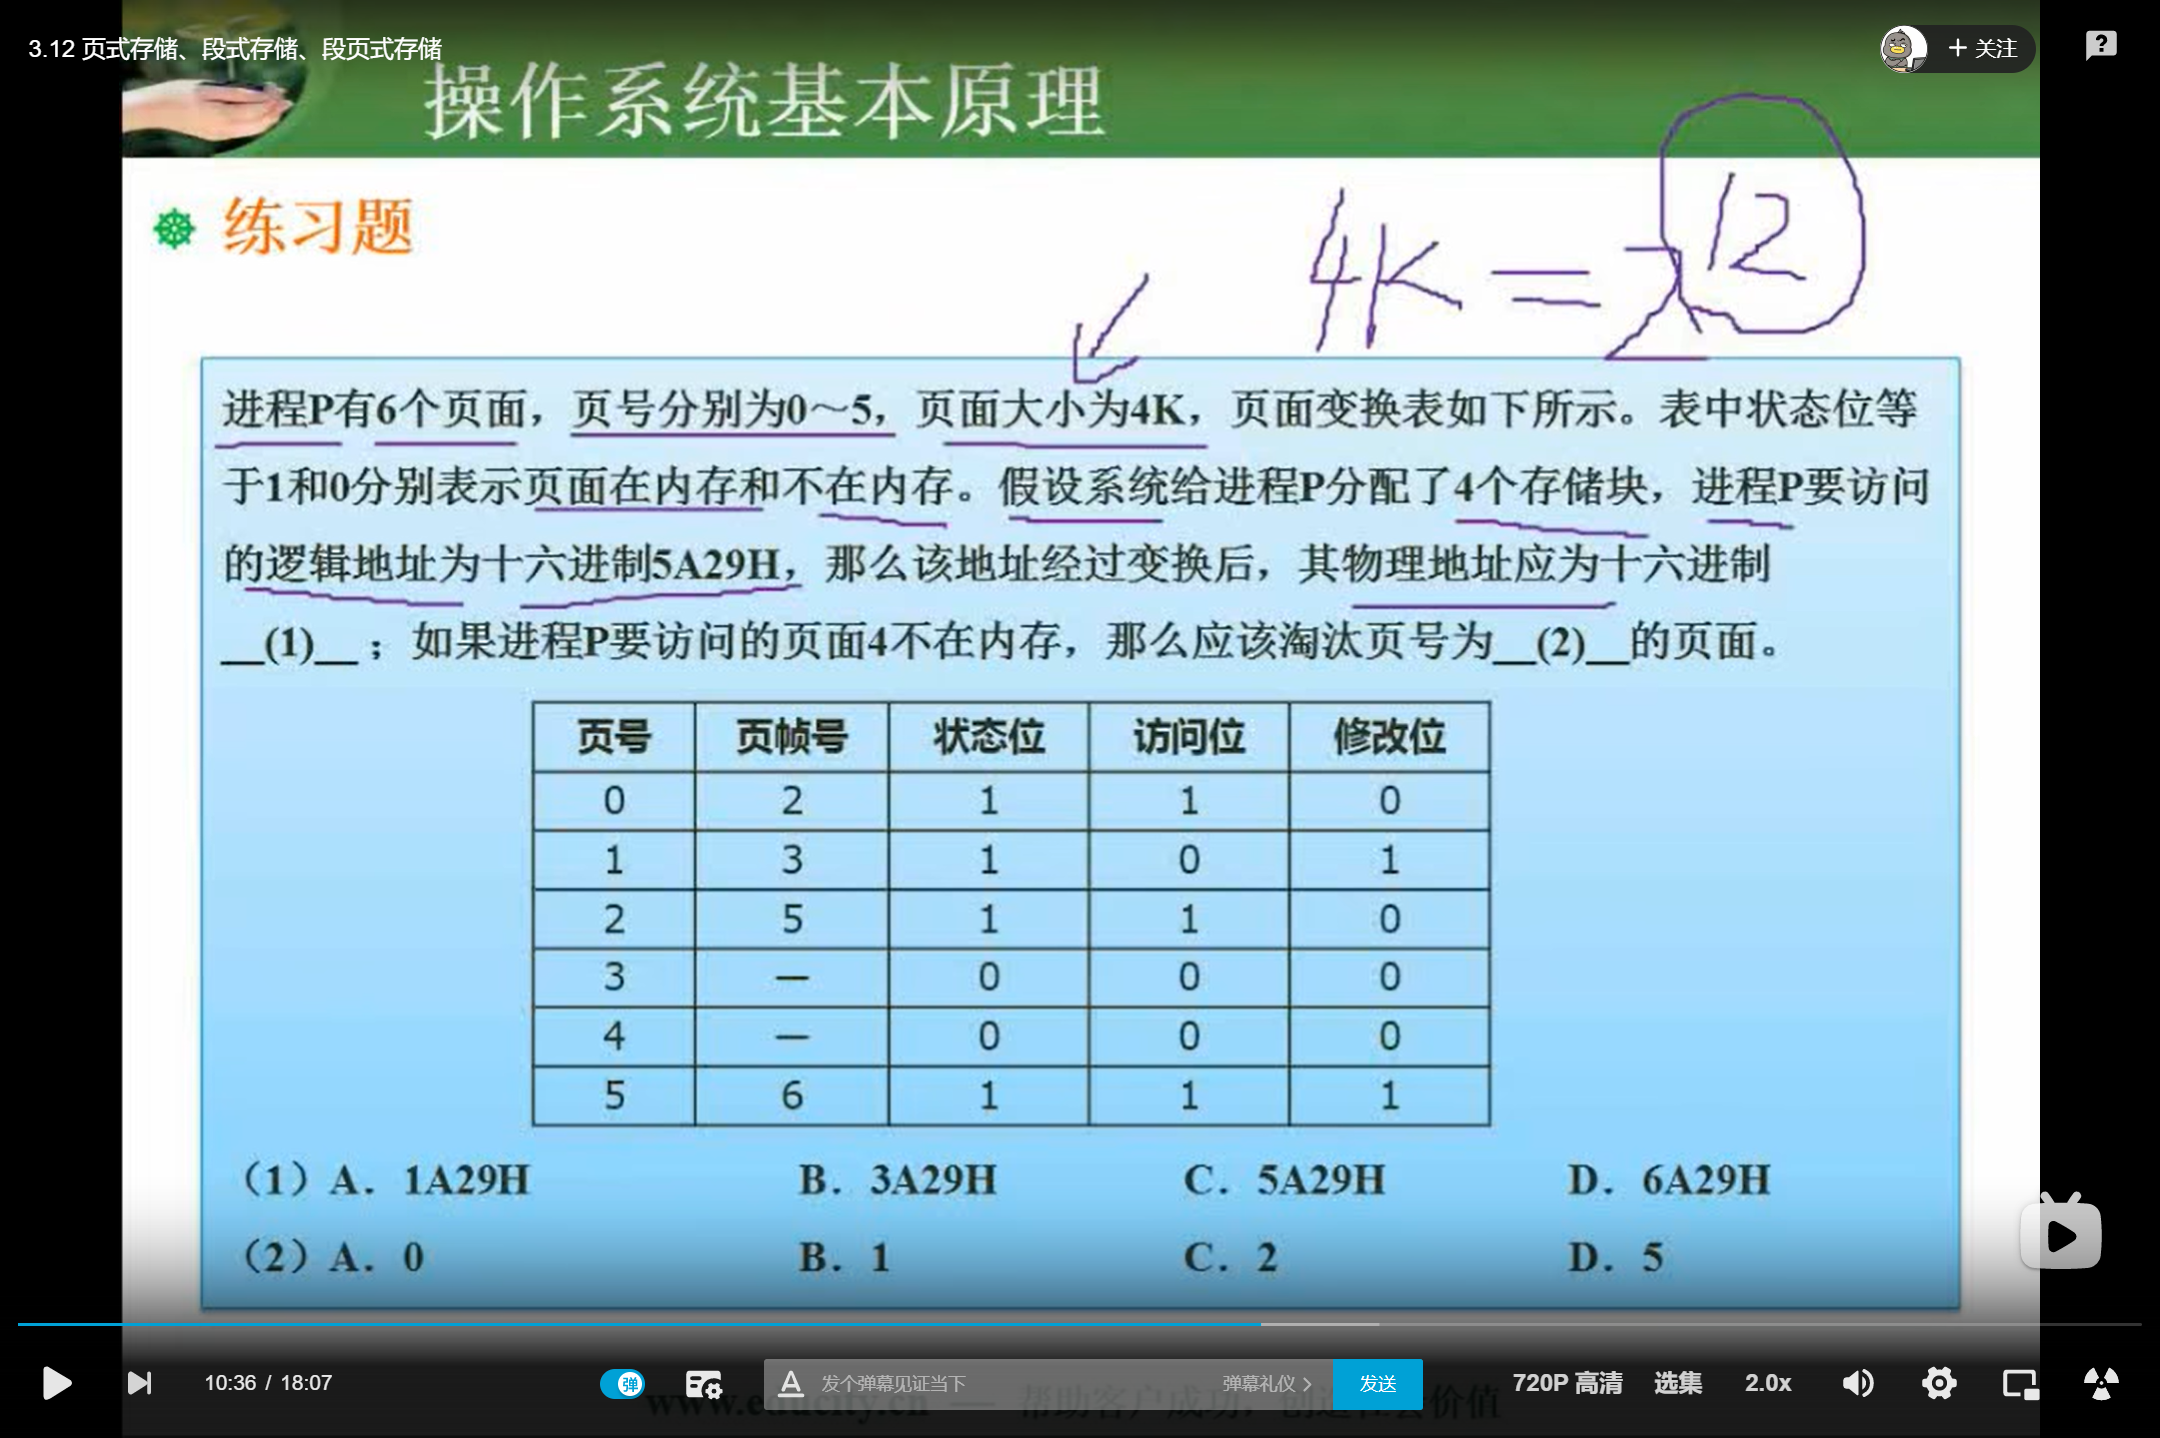 3.12 页式存储、段式存储、段页式存储
+ 关注
操作系统基本原理
练习题
4K=2^12
进程P有6个页面，页号分别为0～5，页面大小为4K，页面变换表如下所示。表中状态位等
于1和0分别表示页面在内存和不在内存。假设系统给进程P分配了4个存储块，进程P要访问
的逻辑地址为十六进制5A29H，那么该地址经过变换后，其物理地址应为十六进制
__(1)__；如果进程P要访问的页面4不在内存，那么应该淘汰页号为__(2)__的页面。
页号 页帧号 状态位 访问位 修改位
0 2 1 1 0
1 3 1 0 1
2 5 1 1 0
3 — 0 0 0
4 — 0 0 0
5 6 1 1 1
（1）A．1A29H B．3A29H C．5A29H D．6A29H
（2）A．0 B．1 C．2 D．5
10:36 / 18:07
弹
A 发个弹幕见证当下
弹幕礼仪 >
发送
720P 高清
选集
2.0x
www.educity.cn — 帮助客户成功，创造社会价值